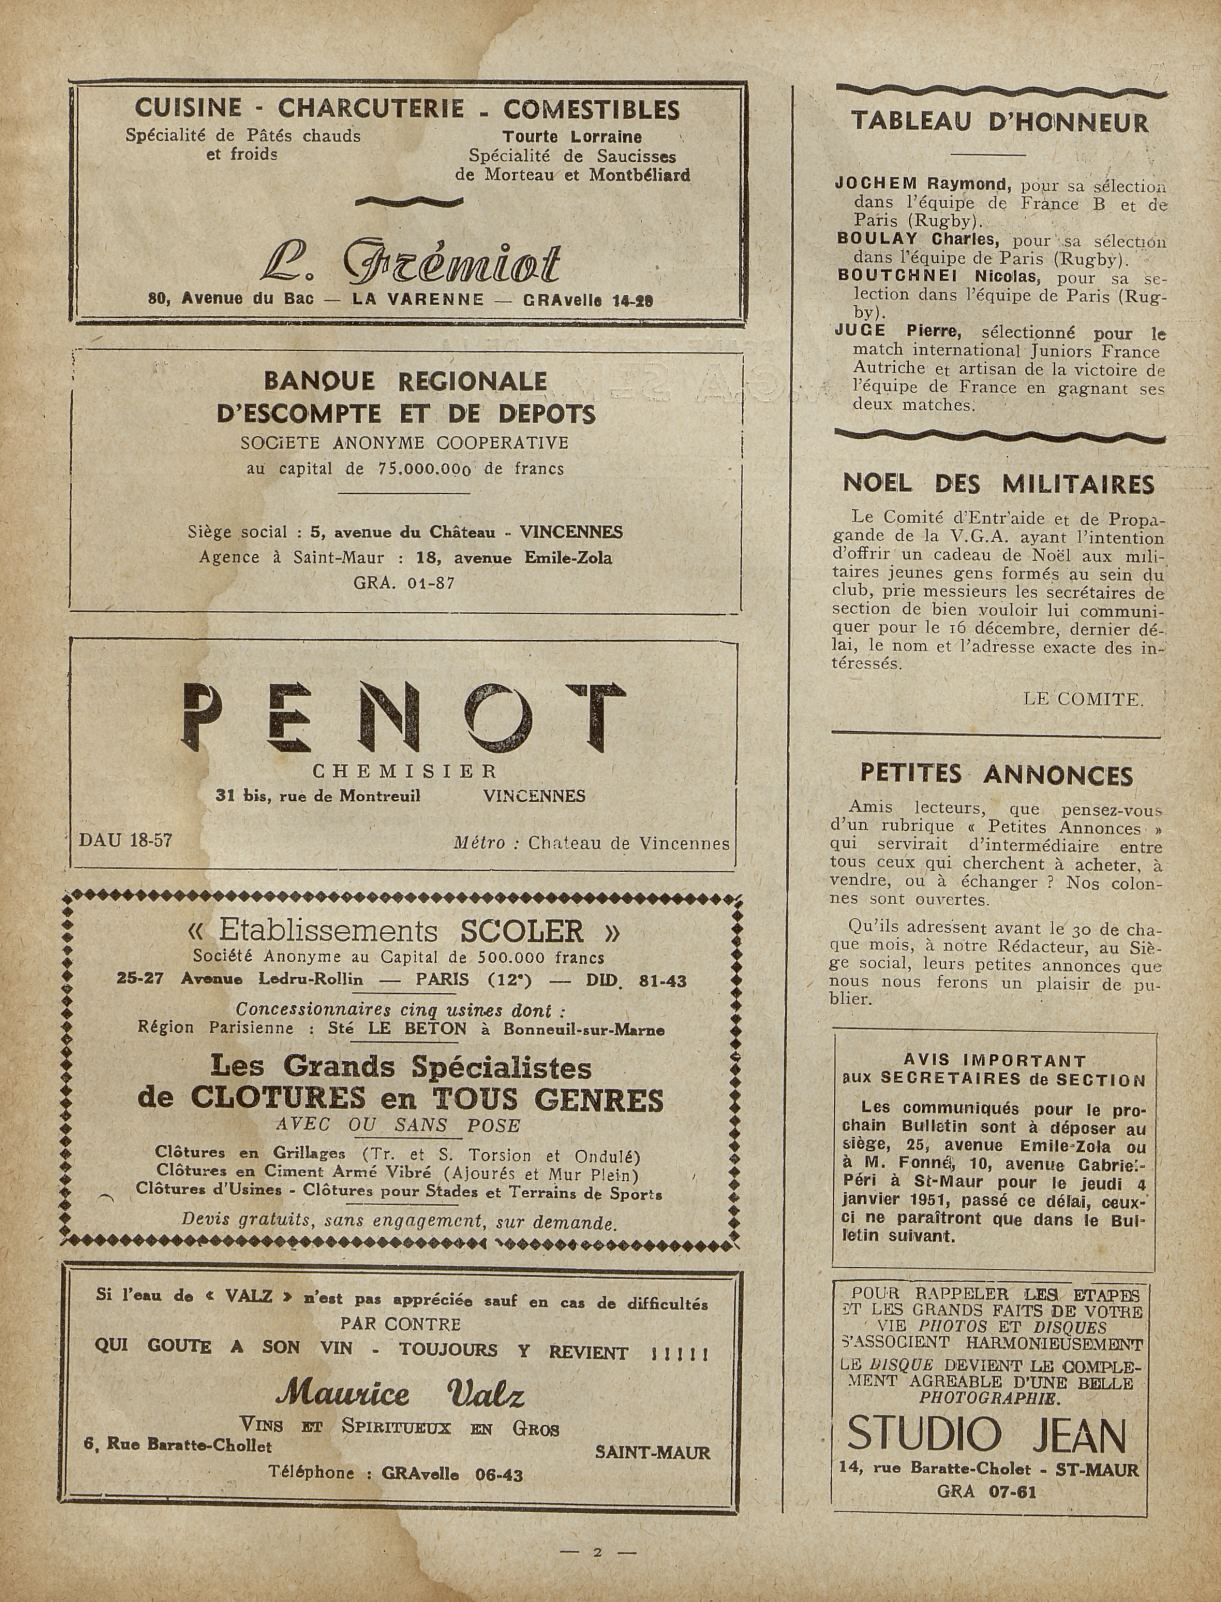 CUISINE - CHARCUTERIE - COMESTIBLES
Spécialité de Pâtés chauds
et froids
Tourte Lorraine
Spécialité de Saucisses
de Morteau et Montbéliard
L. Frémiot
80, Avenue du Bac — LA VARENNE — GRAvelle 14-28
BANQUE REGIONALE
D'ESCOMPTE ET DE DEPOTS
SOCIETE ANONYME COOPERATIVE
au capital de 75.000.000 de francs
Siège social : 5, avenue du Château - VINCENNES
Agence à Saint-Maur : 18, avenue Emile-Zola
GRA. 01-87
PENOT
CHEMISIER
31 bis, rue de Montreuil VINCENNES
DAU 18-57 Métro : Chateau de Vincennes
« Etablissements SCOLER »
Société Anonyme au Capital de 500.000 francs
25-27 Avenue Ledru-Rollin — PARIS (12°) — DID. 81-43
Concessionnaires cinq usines dont :
Région Parisienne : Sté LE BETON à Bonneuil-sur-Marne
Les Grands Spécialistes
de CLOTURES en TOUS GENRES
AVEC OU SANS POSE
Clôtures en Grillages (Tr. et S. Torsion et Ondulé)
Clôtures en Ciment Armé Vibré (Ajourés et Mur Plein)
Clôtures d'Usines - Clôtures pour Stades et Terrains de Sports
Devis gratuits, sans engagement, sur demande.
Si l'eau de « VALZ » n'est pas appréciée sauf en cas de difficultés
PAR CONTRE
QUI GOUTE A SON VIN - TOUJOURS Y REVIENT !!!!!
Maurice Valz
VINS ET SPIRITUEUX EN GROS
6, Rue Baratte-Chollet SAINT-MAUR
Téléphone : GRAvelle 06-43
TABLEAU D'HONNEUR
JOCHEM Raymond, pour sa sélection
dans l'équipe de France B et de
Paris (Rugby).
BOULAY Charles, pour sa sélection
dans l'équipe de Paris (Rugby).
BOUTCHNEI Nicolas, pour sa se-
lection dans l'équipe de Paris (Rug-
by).
JUGE Pierre, sélectionné pour le
match international Juniors France
Autriche et artisan de la victoire de
l'équipe de France en gagnant ses
deux matches.
NOEL DES MILITAIRES
Le Comité d'Entr'aide et de Propa-
gande de la V.G.A. ayant l'intention
d'offrir un cadeau de Noël aux mili-
taires jeunes gens formés au sein du
club, prie messieurs les secrétaires de
section de bien vouloir lui communi-
quer pour le 16 décembre, dernier dé-
lai, le nom et l'adresse exacte des in-
téressés.
LE COMITE.
PETITES ANNONCES
Amis lecteurs, que pensez-vous
d'un rubrique « Petites Annonces »
qui servirait d'intermédiaire entre
tous ceux qui cherchent à acheter, à
vendre, ou à échanger ? Nos colon-
nes sont ouvertes.
Qu'ils adressent avant le 30 de cha-
que mois, à notre Rédacteur, au Siè-
ge social, leurs petites annonces que
nous nous ferons un plaisir de pu-
blier.
AVIS IMPORTANT
aux SECRETAIRES de SECTION
Les communiqués pour le pro-
chain Bulletin sont à déposer au
siège, 25, avenue Emile-Zola ou
à M. Fonné, 10, avenue Gabriel-
Péri à St-Maur pour le jeudi 4
janvier 1951, passé ce délai, ceux-
ci ne paraîtront que dans le Bul-
letin suivant.
POUR RAPPELER LES ETAPES
ET LES GRANDS FAITS DE VOTRE
VIE PHOTOS ET DISQUES
S'ASSOCIENT HARMONIEUSEMENT
LE DISQUE DEVIENT LE COMPLE-
MENT AGREABLE D'UNE BELLE
PHOTOGRAPHIE.
STUDIO JEAN
14, rue Baratte-Cholet - ST-MAUR
GRA 07-61
— 2 —